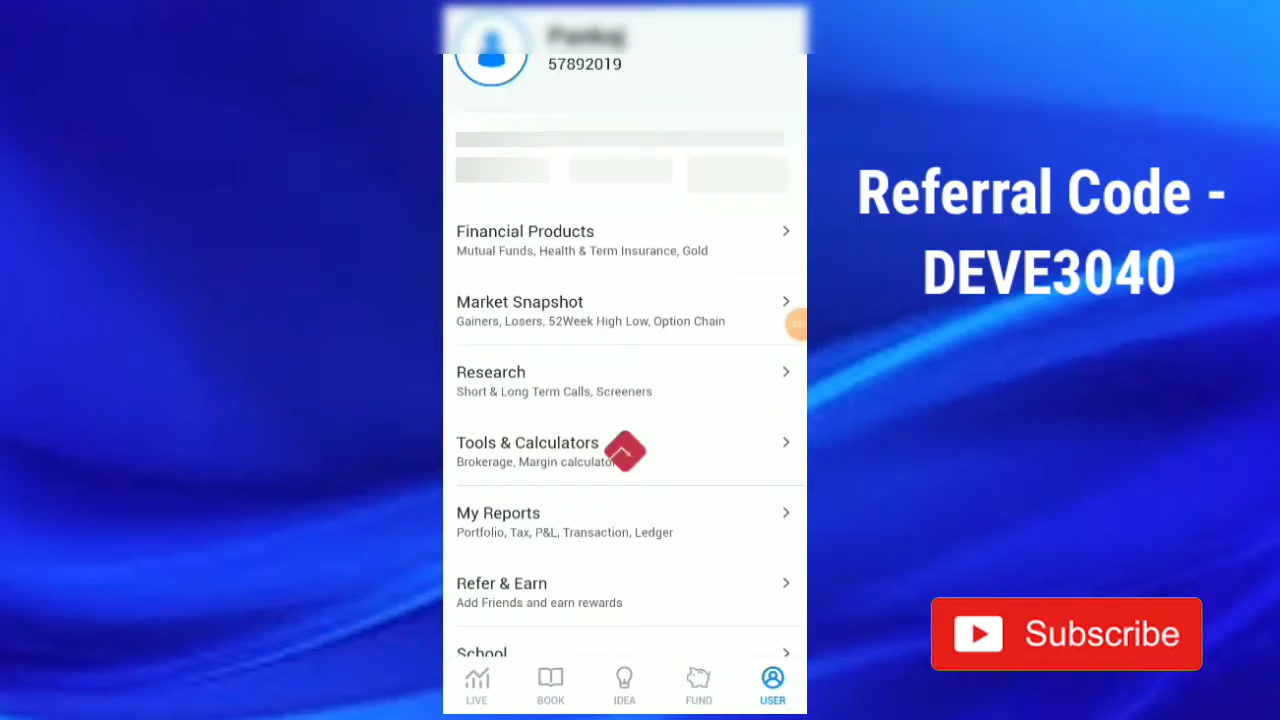 57892019
Financial Products
Mutual Funds, Health & Term Insurance, Gold
Market Snapshot
Gainers, Losers, 52Week High Low, Option Chain
Research
Short & Long Term Calls, Screeners
Tools & Calculators
Brokerage, Margin
My Reports
Portfolio, Tax, P&L, Transaction, Ledger
Refer & Earn
Add Friends and earn rewards
School
LIVE
BOOK
IDEA
FUND
USER
Referral Code -
DEVE3040
Subscribe